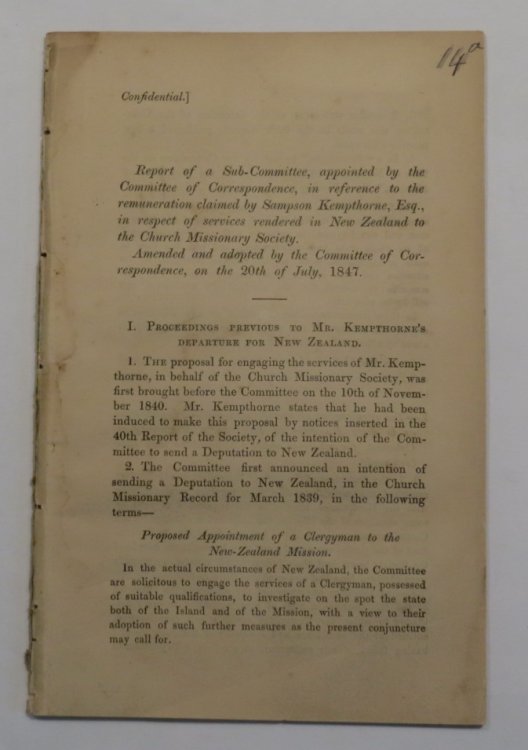 14a
Confidential.]
Report of a Sub-Committee, appointed by the
Committee of Correspondence, in reference to the
remuneration claimed by Sampson Kempthorne, Esq.,
in respect of services rendered in New Zealand to
the Church Missionary Society.
Amended and adopted by the Committee of Cor-
respondence, on the 20th of July, 1847.
I. PROCEEDINGS PREVIOUS TO MR. KEMPTHORNE'S
DEPARTURE FOR NEW ZEALAND.
1. THE proposal for engaging the services of Mr. Kemp-
thorne, in behalf of the Church Missionary Society, was
first brought before the Committee on the 10th of Novem-
ber 1840. Mr. Kempthorne states that he had been
induced to make this proposal by notices inserted in the
40th Report of the Society, of the intention of the Com-
mittee to send a Deputation to New Zealand.
2. The Committee first announced an intention of
sending a Deputation to New Zealand, in the Church
Missionary Record for March 1839, in the following
terms—
Proposed Appointment of a Clergyman to the
New-Zealand Mission.
In the actual circumstances of New Zealand, the Committee
are solicitous to engage the services of a Clergyman, possessed
of suitable qualifications, to investigate on the spot the state
both of the Island and of the Mission, with a view to their
adoption of such further measures as the present conjuncture
may call for.